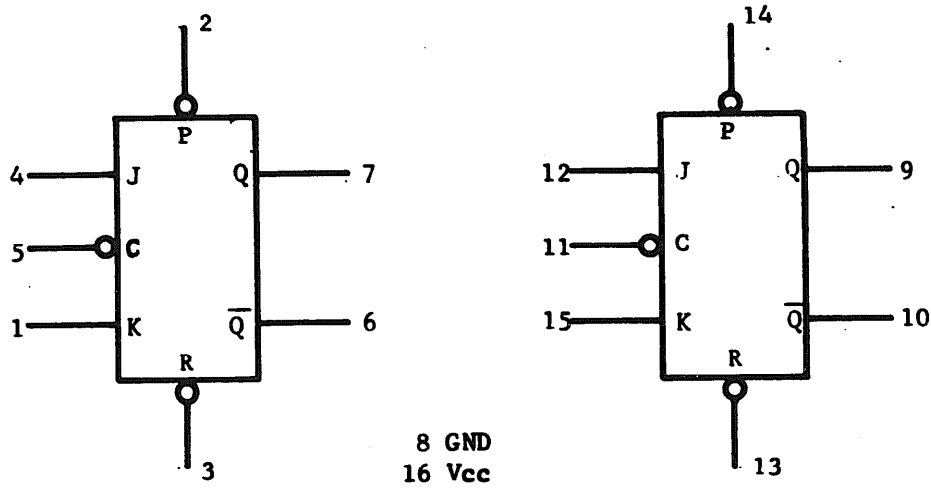 2 14
P P
4 J Q 7 12 J Q 9
5 C 11 C
1 K Q̅ 6 15 K Q̅ 10
R R
8 GND
3 16 Vcc 13